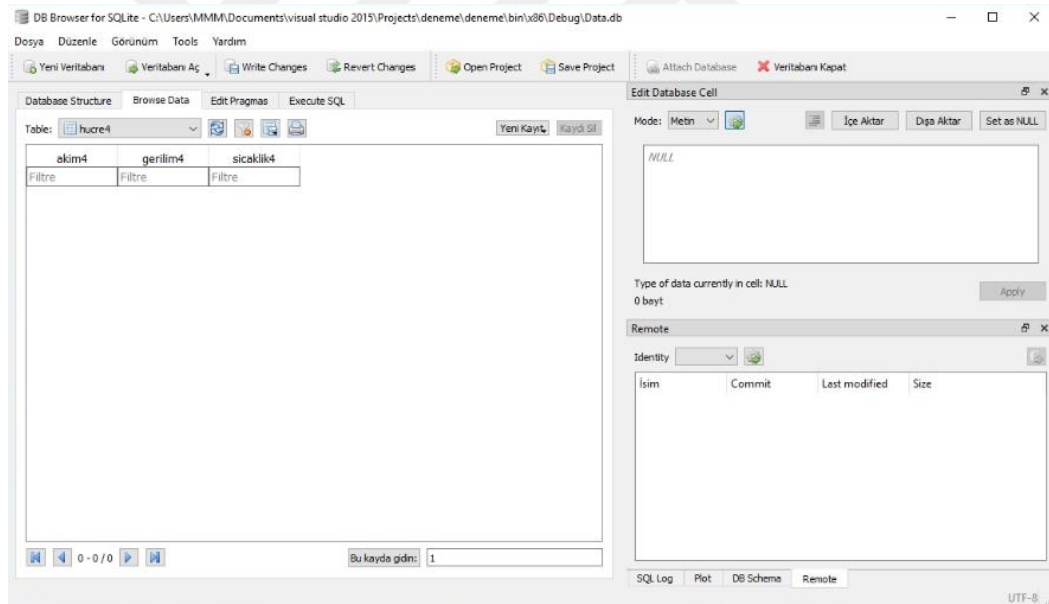 DB Browser for SQLite - C:\Users\MMM\Documents\visual studio 2015\Projects\deneme\deneme\bin\x86\Debug\Data.db
Dosya Düzenle Görünüm Tools Yardım
Yeni Veritabanı Veritabanı Aç Write Changes Revert Changes Open Project Save Project Attach Database Veritabanı Kapat
Database Structure Browse Data Edit Pragmas Execute SQL
Table: hucre4 Yeni Kayıt Kaydı Sil
akim4 gerilim4 sicaklik4
Filtre Filtre Filtre
0 - 0 / 0 Bu kayda gidin: 1
Edit Database Cell
Mode: Metin İçe Aktar Dışa Aktar Set as NULL
NULL
Type of data currently in cell: NULL
0 bayt
Apply
Remote
Identity
İsim Commit Last modified Size
SQL Log Plot DB Schema Remote
UTF-8